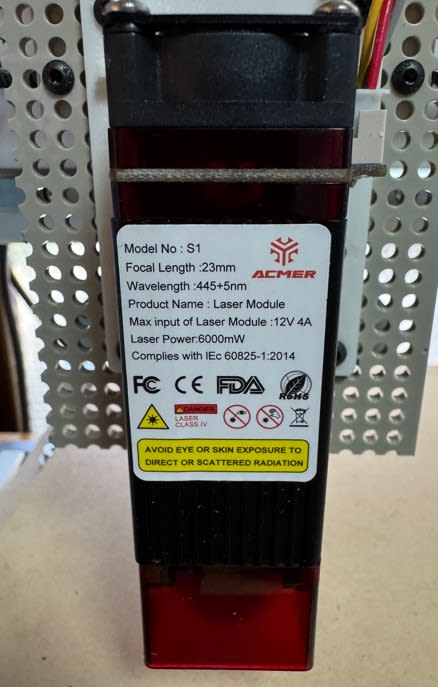 Model No : S1
ACMER
Focal Length :23mm
Wavelength :445+5nm
Product Name : Laser Module
Max input of Laser Module :12V 4A
Laser Power:6000mW
Complies with IEc 60825-1:2014
FC CE FDA RoHS
DANGER
LASER
CLASS IV
AVOID EYE OR SKIN EXPOSURE TO
DIRECT OR SCATTERED RADIATION